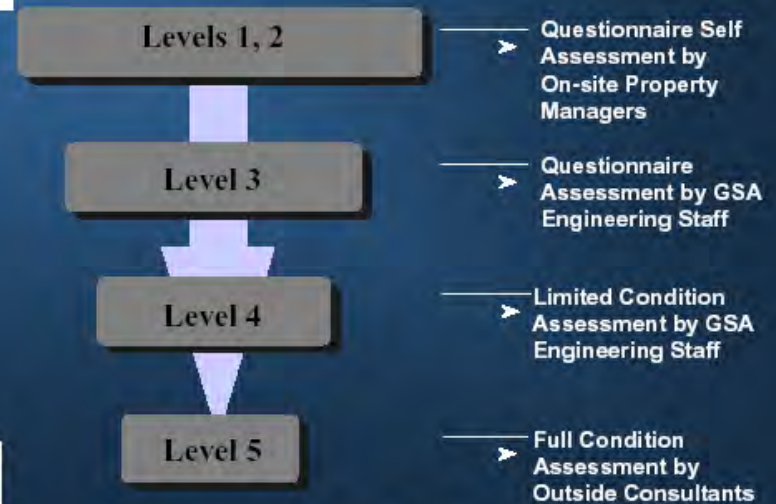 Levels 1, 2
Questionnaire Self
Assessment by
On-site Property
Managers
Level 3
Questionnaire
Assessment by GSA
Engineering Staff
Level 4
Limited Condition
Assessment by GSA
Engineering Staff
Level 5
Full Condition
Assessment by
Outside Consultants